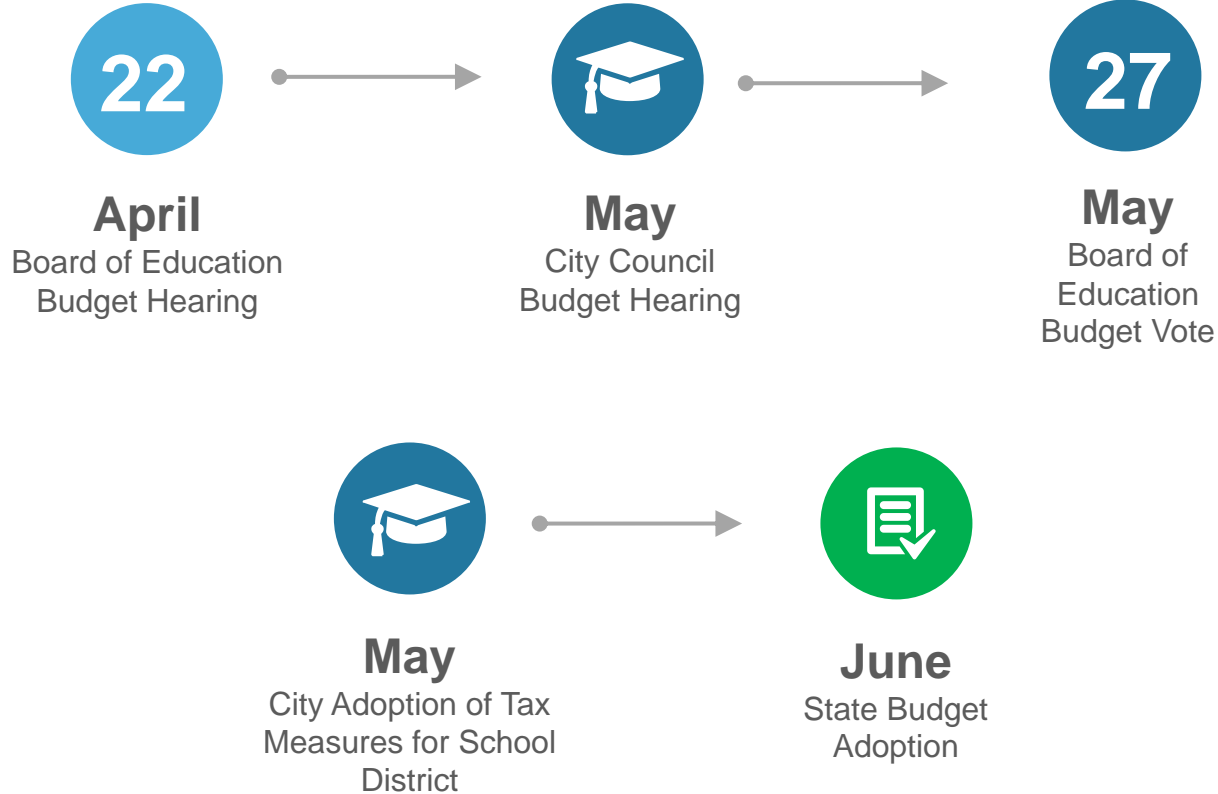 22
April
Board of Education
Budget Hearing
May
City Council
Budget Hearing
27
May
Board of
Education
Budget Vote
May
City Adoption of Tax
Measures for School
District
June
State Budget
Adoption